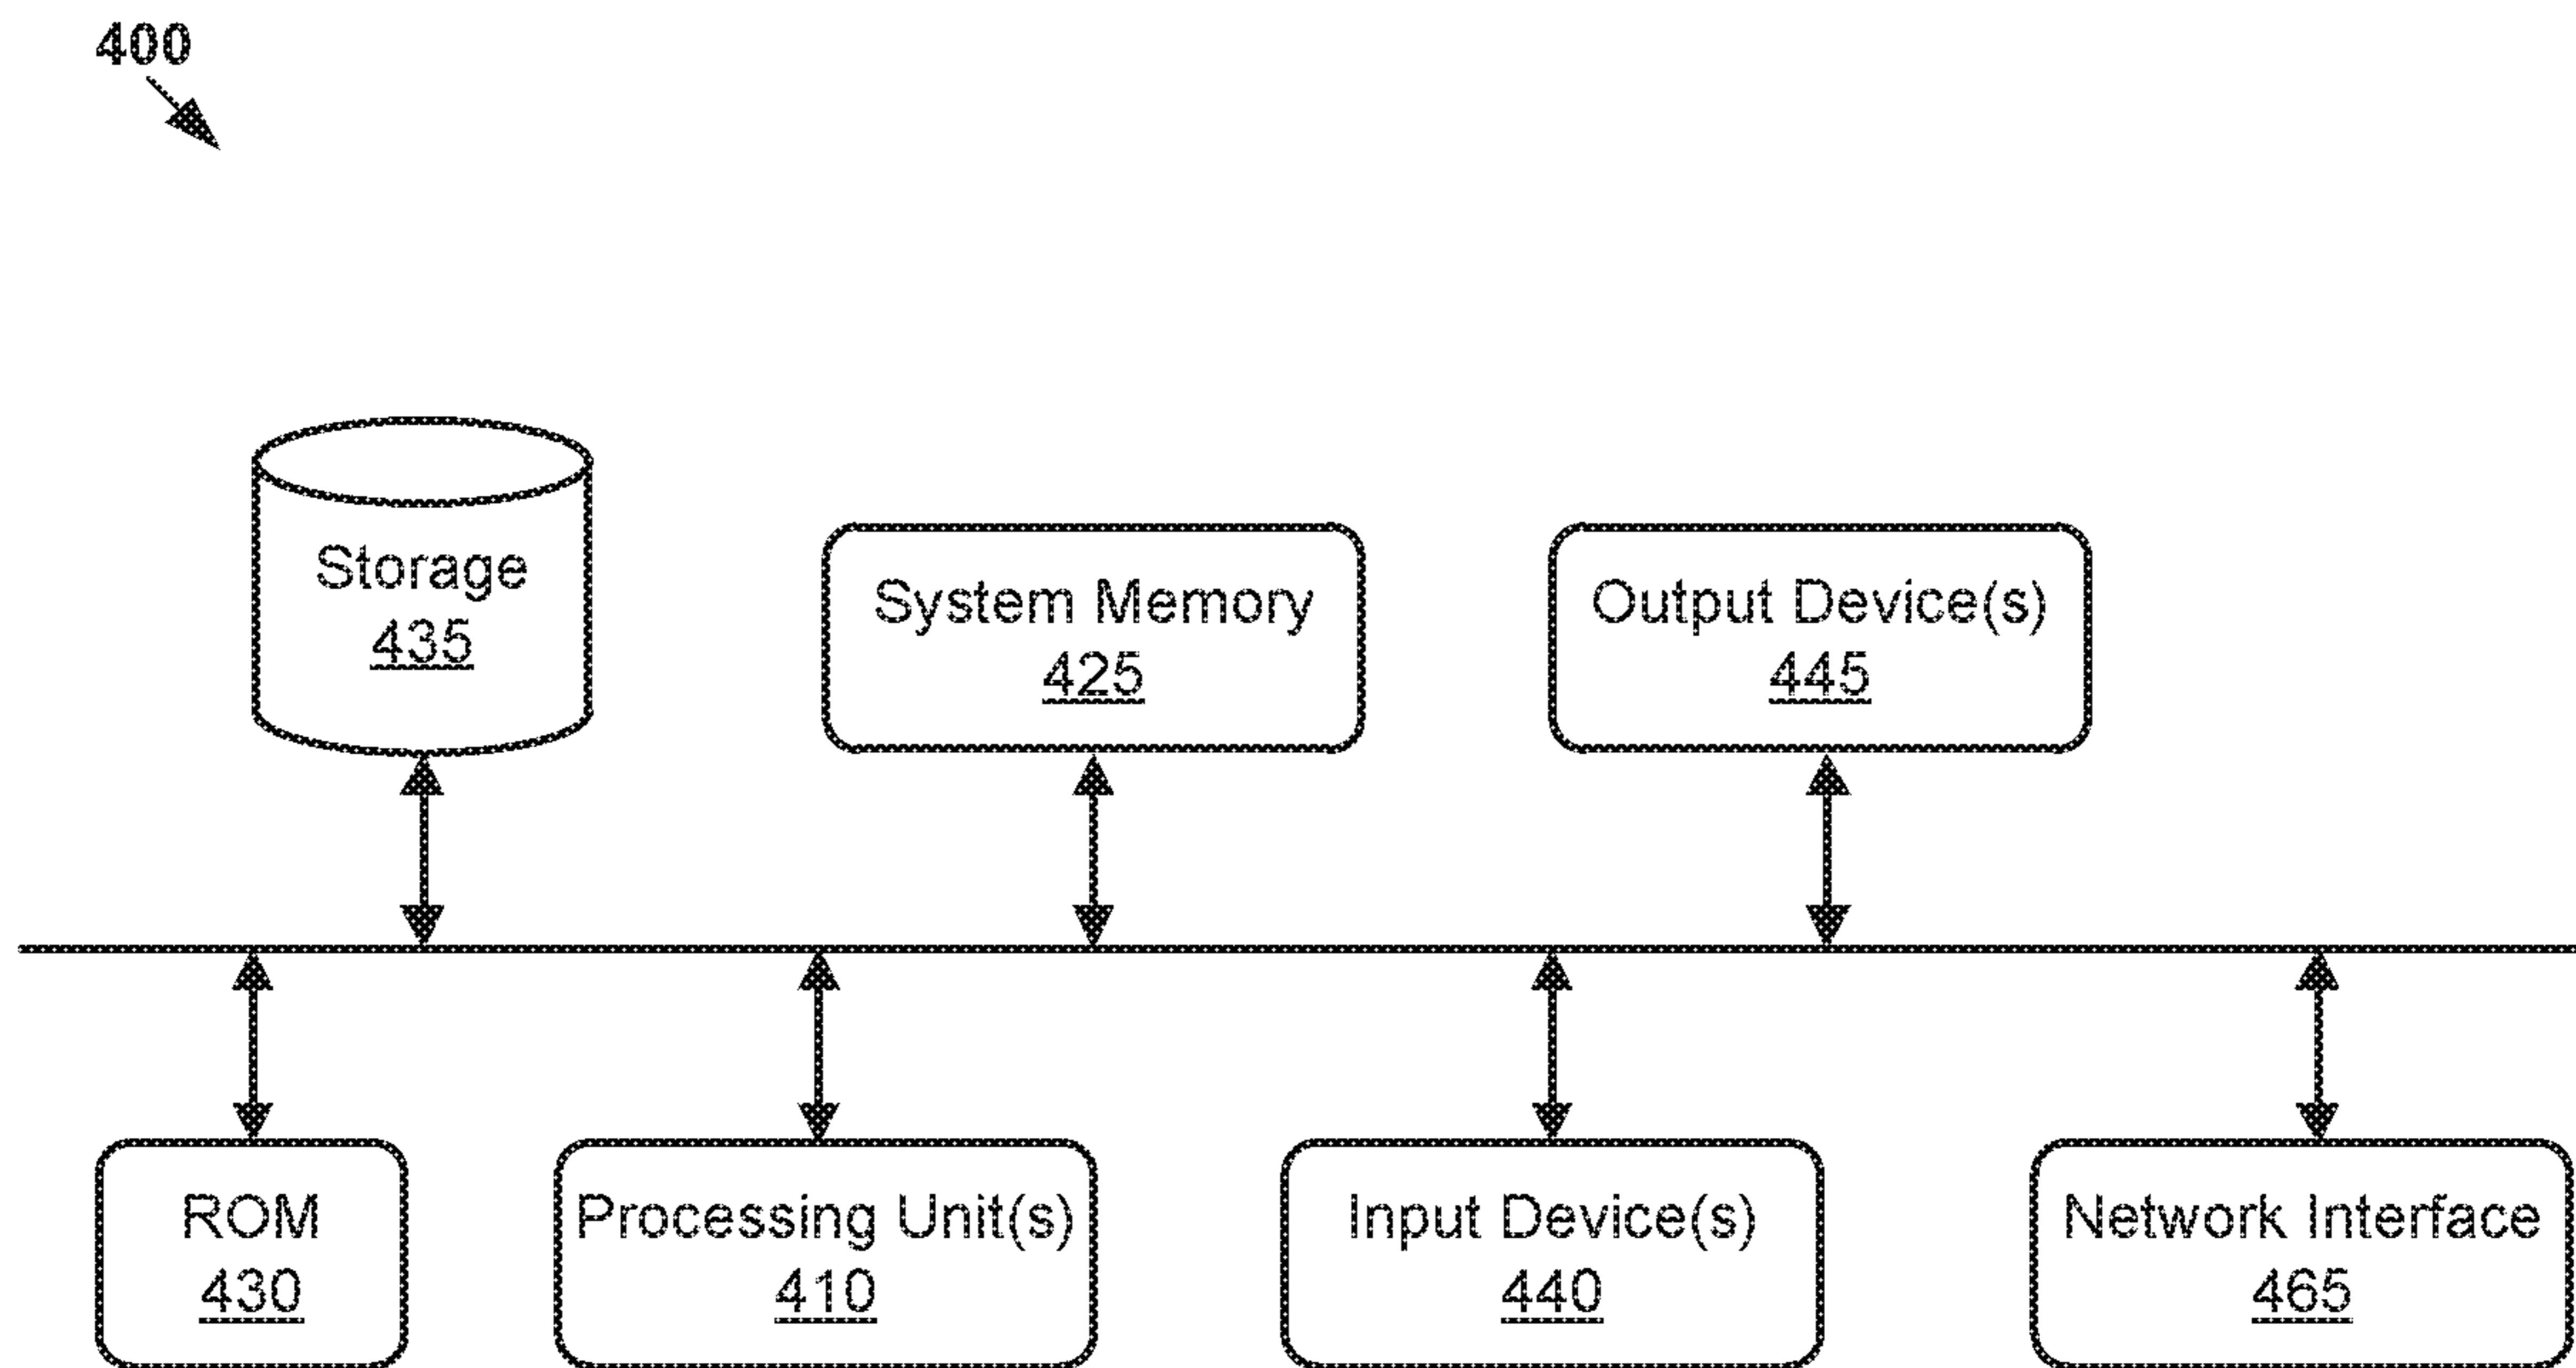 400
Storage
435
System Memory
425
Output Device(s)
445
ROM
430
Processing Unit(s)
410
Input Device(s)
440
Network Interface
465